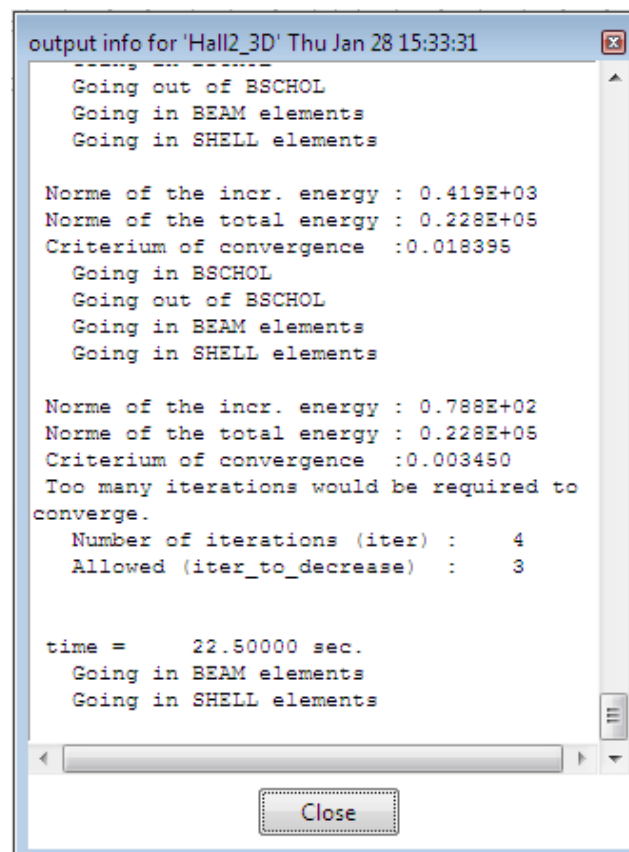 output info for 'Hall2_3D' Thu Jan 28 15:33:31
Going in BSCHOL
Going out of BSCHOL
Going in BEAM elements
Going in SHELL elements
Norme of the incr. energy : 0.419E+03
Norme of the total energy : 0.228E+05
Criterium of convergence :0.018395
Going in BSCHOL
Going out of BSCHOL
Going in BEAM elements
Going in SHELL elements
Norme of the incr. energy : 0.788E+02
Norme of the total energy : 0.228E+05
Criterium of convergence :0.003450
Too many iterations would be required to
converge.
Number of iterations (iter) : 4
Allowed (iter_to_decrease) : 3
time = 22.50000 sec.
Going in BEAM elements
Going in SHELL elements
Close